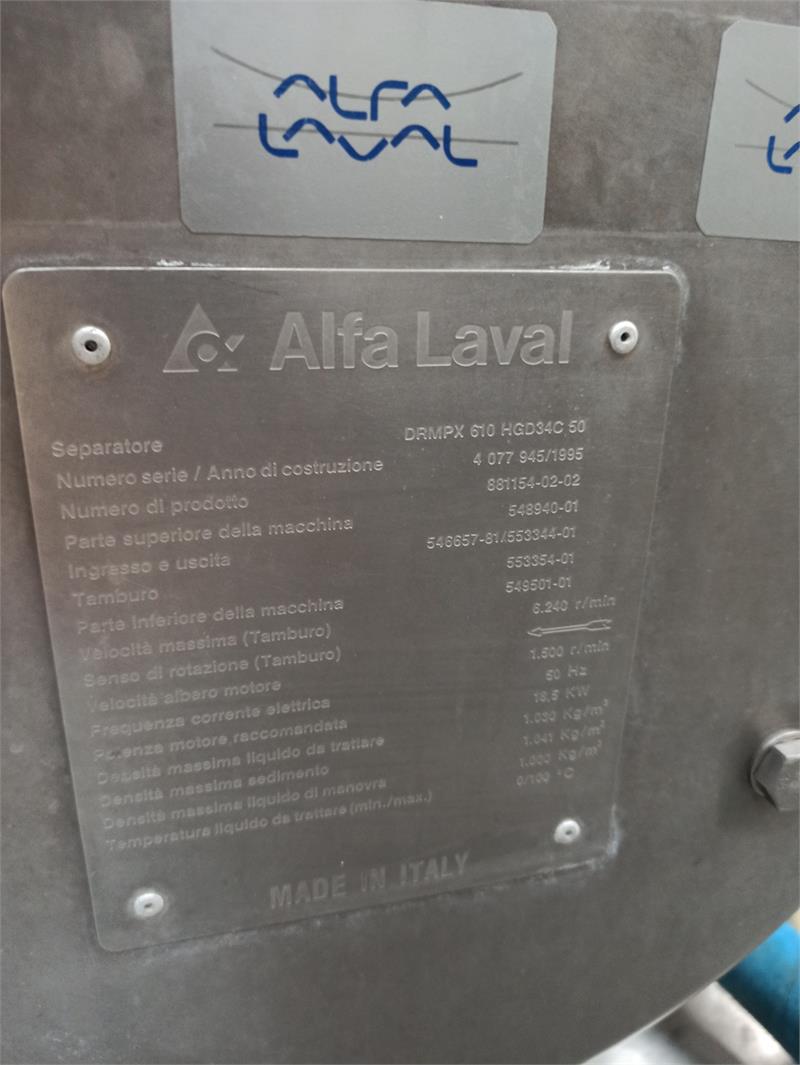 ALFA
LAVAL
Alfa Laval
Separatore DRMPX 610 HGD34C 50
Numero serie / Anno di costruzione 4 077 945/1995
Numero di prodotto 881154-02-02
Parte superiore della macchina 548940-01
Ingresso e uscita 546657-81/553344-01
Tamburo 553354-01
Parte inferiore della macchina 549501-01
Velocità massima (Tamburo) 6.240 r/min
Senso di rotazione (Tamburo)
Velocità albero motore 1.500 r/min
Frequenza corrente elettrica 50 Hz
Potenza motore raccomandata 18,5 KW
Densità massima liquido da trattare 1.030 Kg/m³
Densità massima sedimento 1.041 Kg/m³
Densità massima liquido di manovra 1.000 Kg/m³
Temperatura liquido da trattare (min./max.) 0/100 °C
MADE IN ITALY